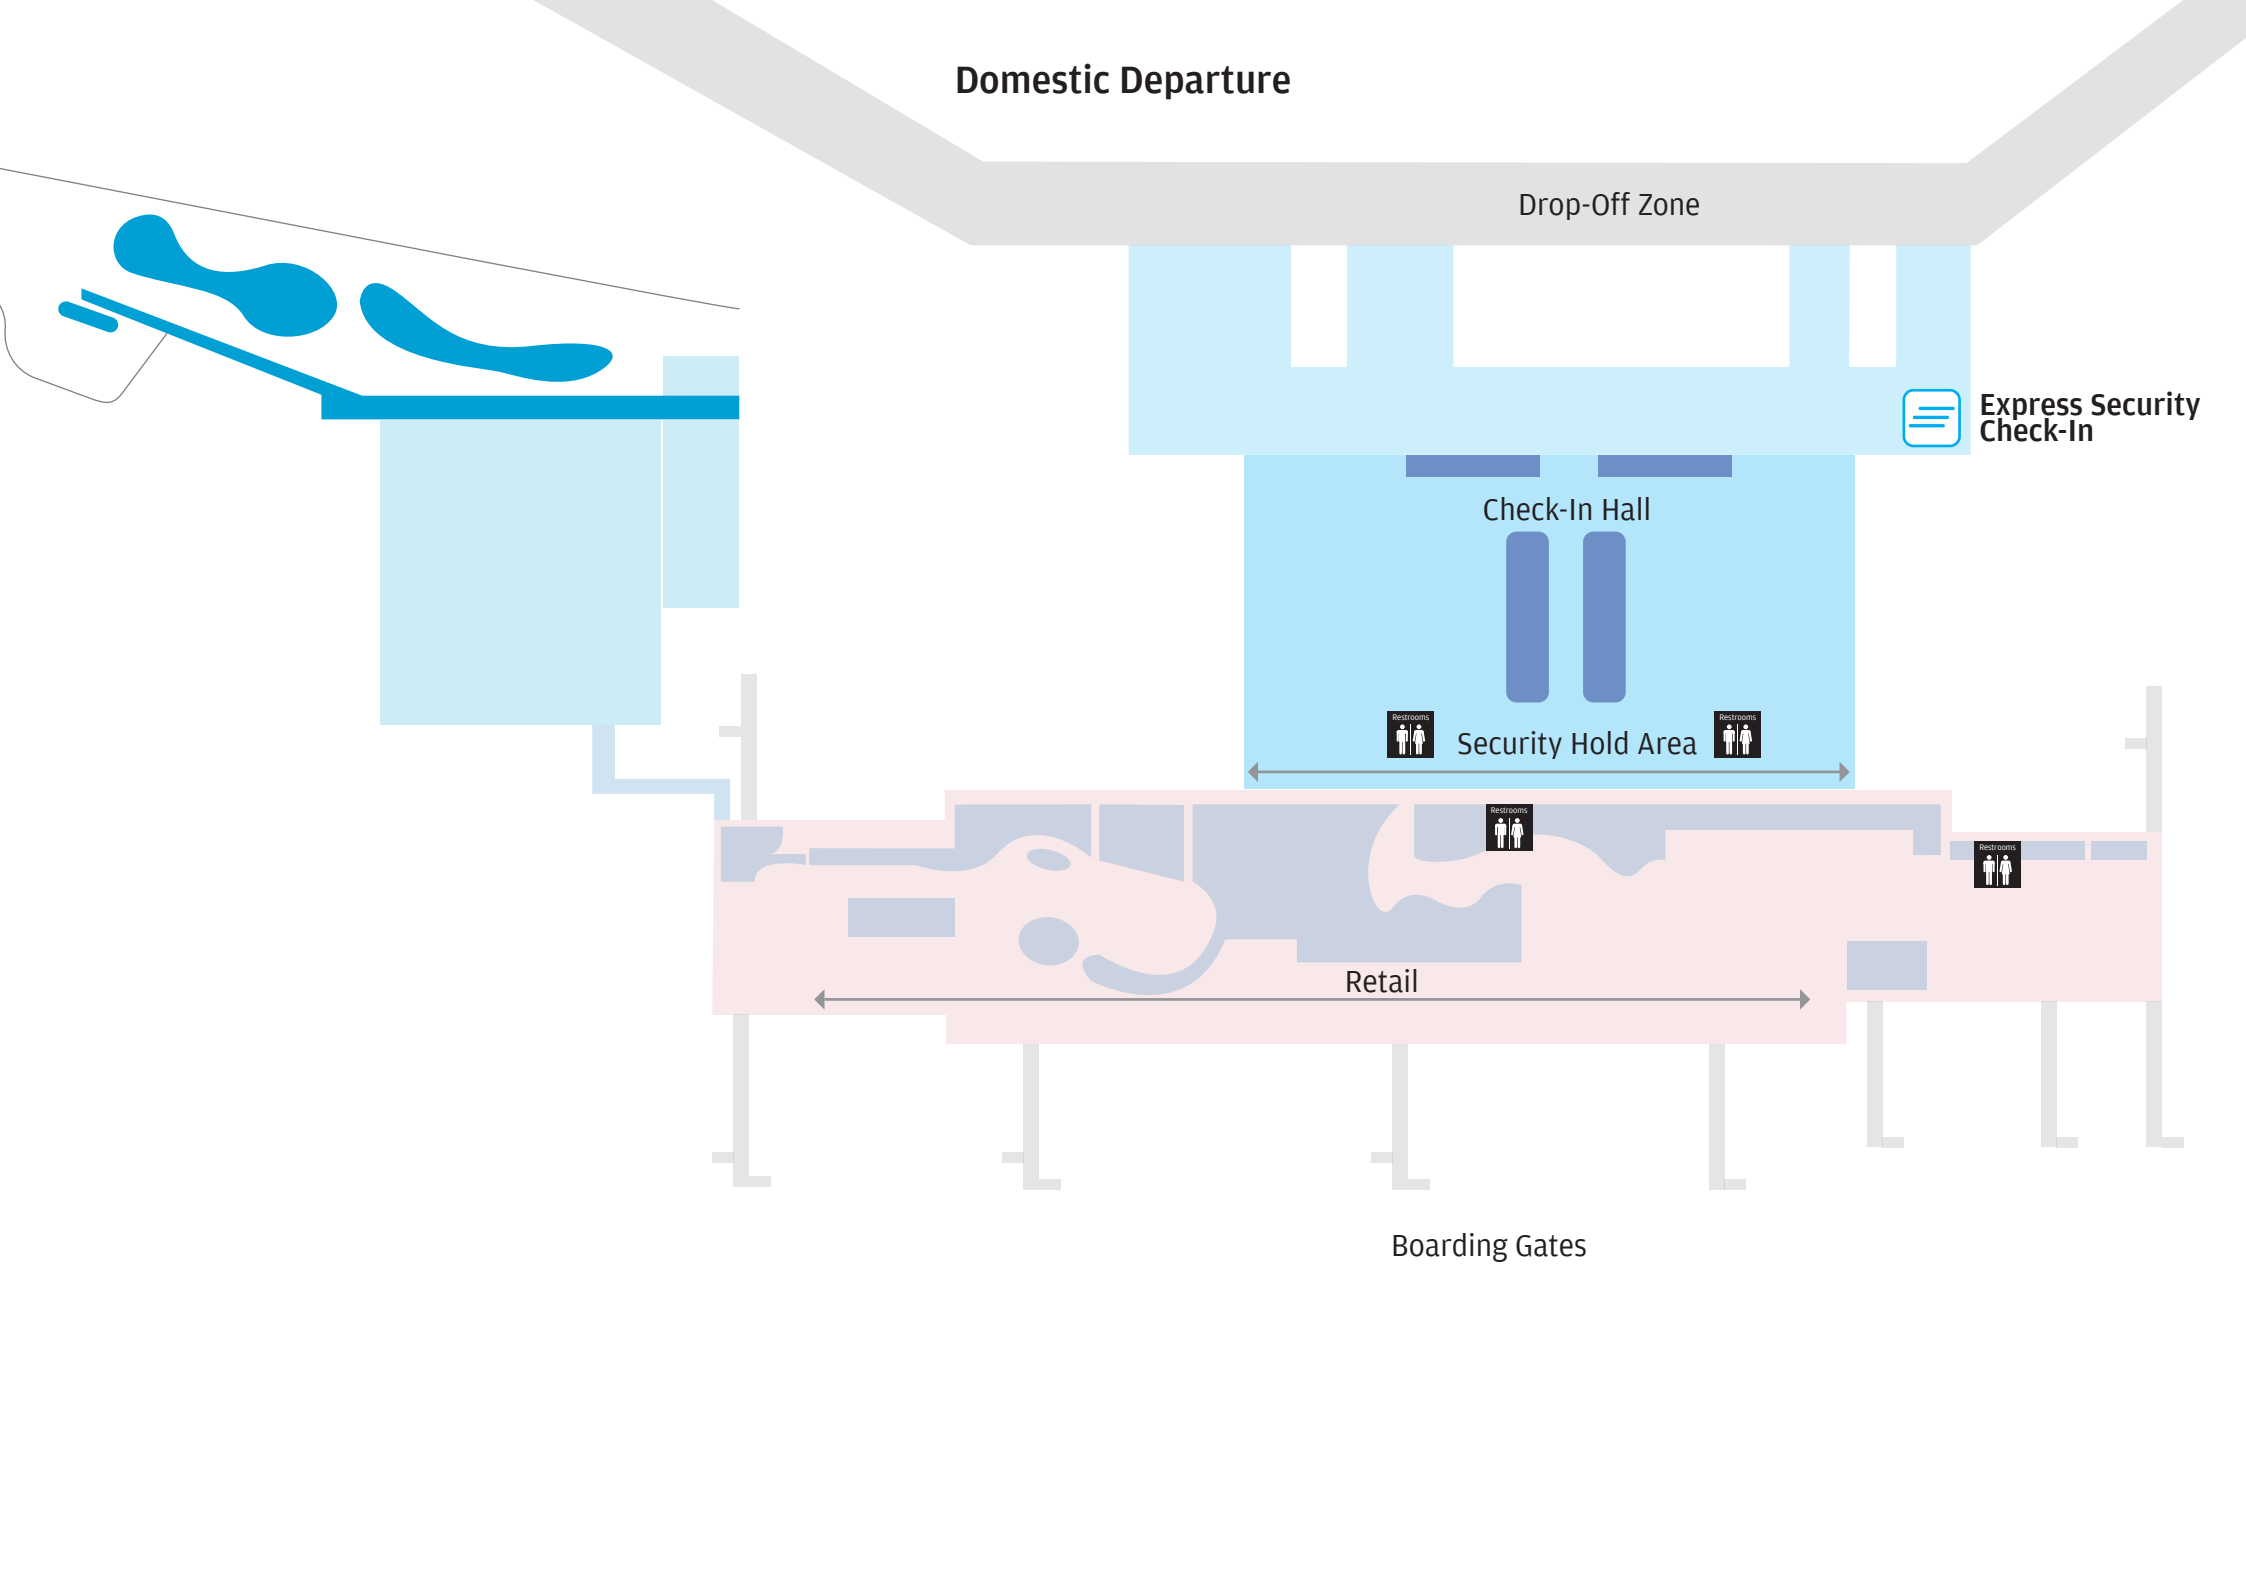 Domestic Departure
Drop-Off Zone
Express Security
Check-In
Check-In Hall
Restrooms
Restrooms
Security Hold Area
Restrooms
Restrooms
Retail
Boarding Gates